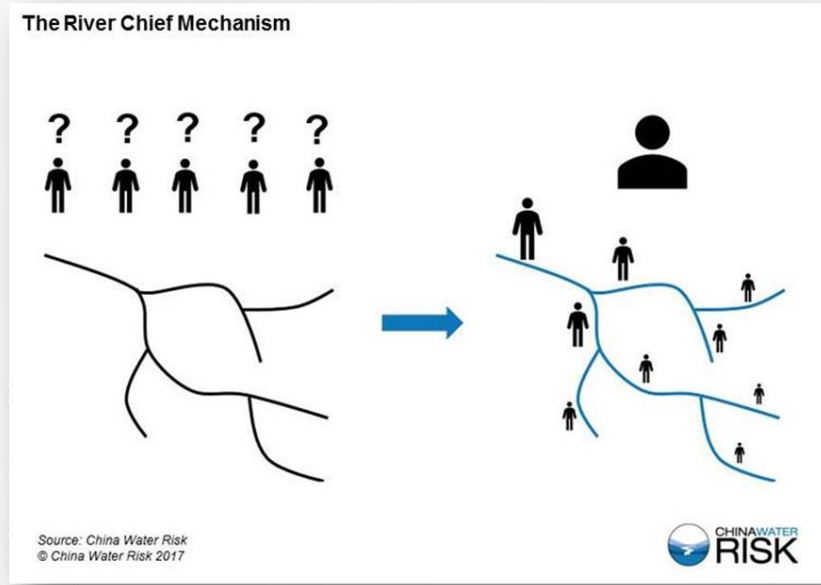 The River Chief Mechanism
? ? ? ? ?
Source: China Water Risk
© China Water Risk 2017
CHINAWATER
RISK